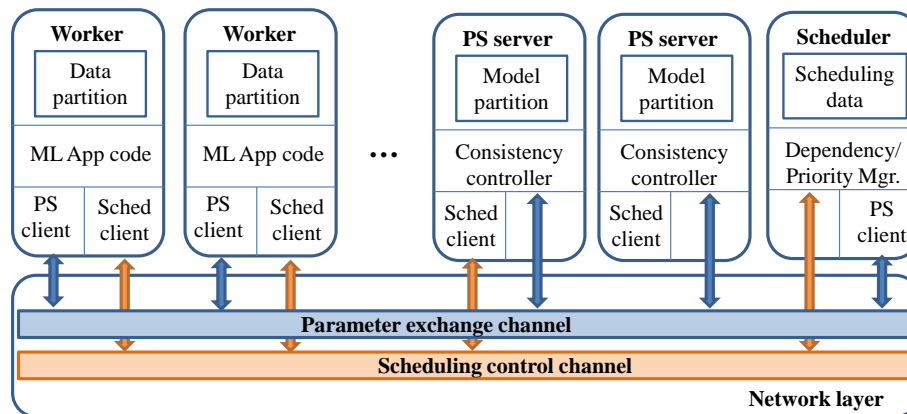 Worker
Data
partition
ML App code
PS
client
Sched
client
Worker
Data
partition
ML App code
PS
client
Sched
client
...
PS server
Model
partition
Consistency
controller
Sched
client
PS server
Model
partition
Consistency
controller
Sched
client
Scheduler
Scheduling
data
Dependency/
Priority Mgr.
PS
client
Parameter exchange channel
Scheduling control channel
Network layer